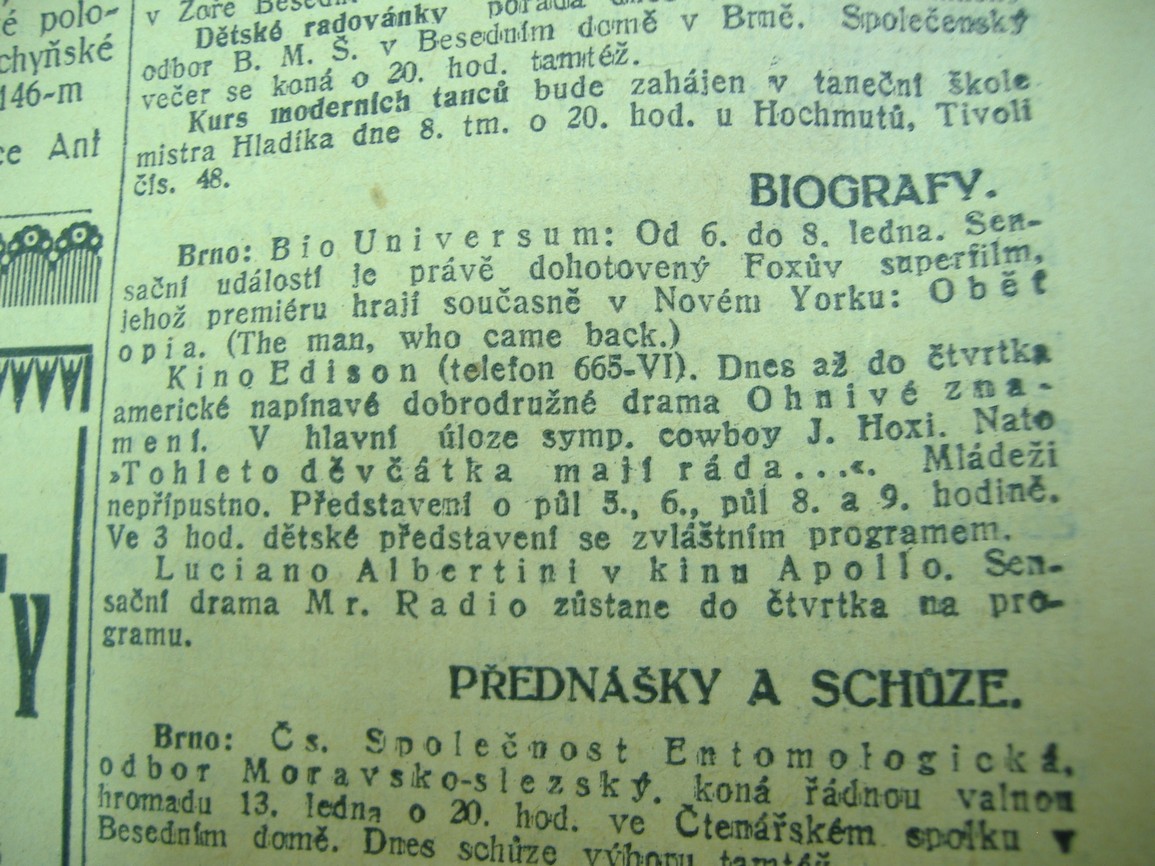 é polo-
chyňské
146-m
ce Ant
v Zoře
Dětské radovánky pořádá
odbor B. M. Š. v Besedním domě v Brně. Společenský
večer se koná o 20. hod. tamtéž.
Kurs moderních tanců bude zahájen v taneční škole
mistra Hladíka dne 8. tm. o 20. hod. u Hochmutů, Tivoli
čís. 48.
BIOGRAFY.
Brno: Bio Universum: Od 6. do 8. ledna. Sen-
sační událostí je právě dohotovený Foxův superfilm,
jehož premiéru hrají současně v Novém Yorku: Oběť
opia. (The man, who came back.)
Kino Edison (telefon 665-VI). Dnes až do čtvrtka
americké napínavé dobrodružné drama Ohnivé zna-
mení. V hlavní úloze symp. cowboy J. Hoxi. Nato
»Tohleto děvčátka mají ráda...«. Mládeži
nepřípustno. Představení o půl 5., 6., půl 8. a 9. hodině.
Ve 3 hod. dětské představení se zvláštním programem.
Luciano Albertini v kinu Apollo. Sen-
sační drama Mr. Radio zůstane do čtvrtka na pro-
gramu.
PŘEDNÁŠKY A SCHŮZE.
Brno: Čs. Společnost Entomologická,
odbor Moravsko-slezský, koná řádnou valnou
hromadu 13. ledna o 20. hod. ve Čtenářském spolku v
Besedním domě. Dnes schůze výboru tamtéž.